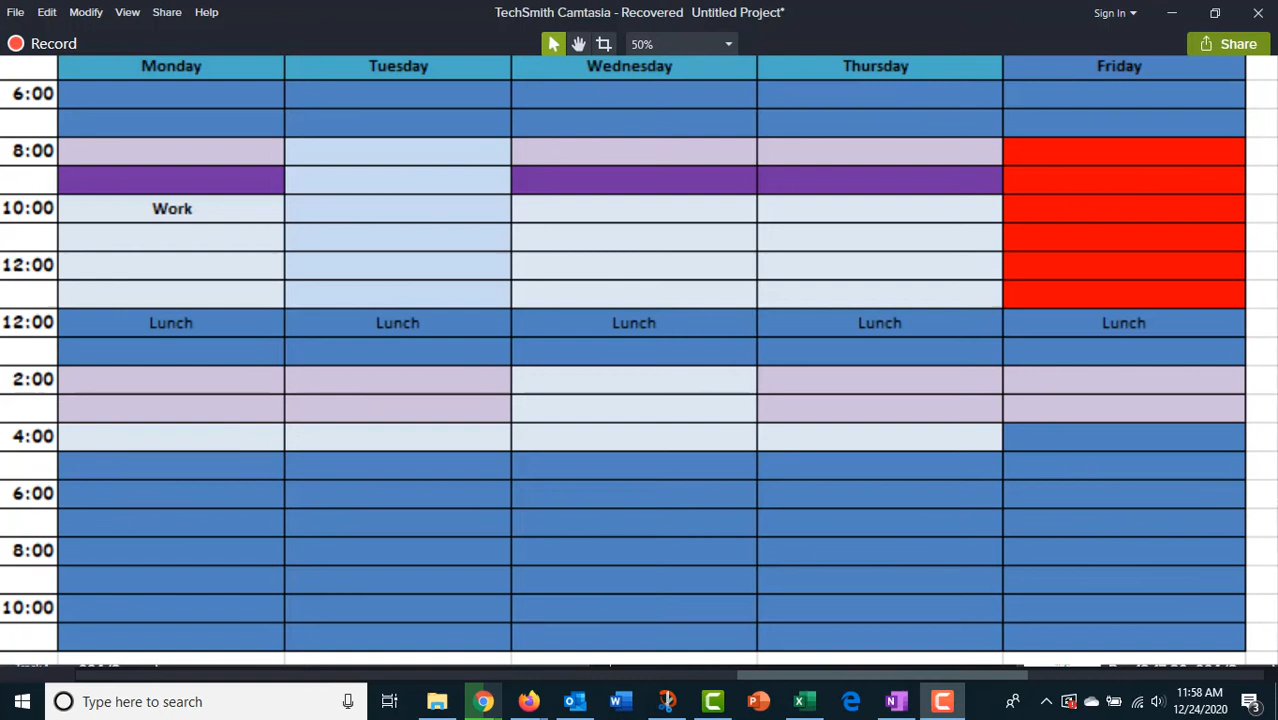 File Edit Modify View Share Help TechSmith Camtasia - Recovered Untitled Project* Sign In
Record 50% Share
Monday Tuesday Wednesday Thursday Friday
6:00
8:00
10:00 Work
12:00
12:00 Lunch Lunch Lunch Lunch Lunch
2:00
4:00
6:00
8:00
10:00
Type here to search
11:58 AM
12/24/2020
3